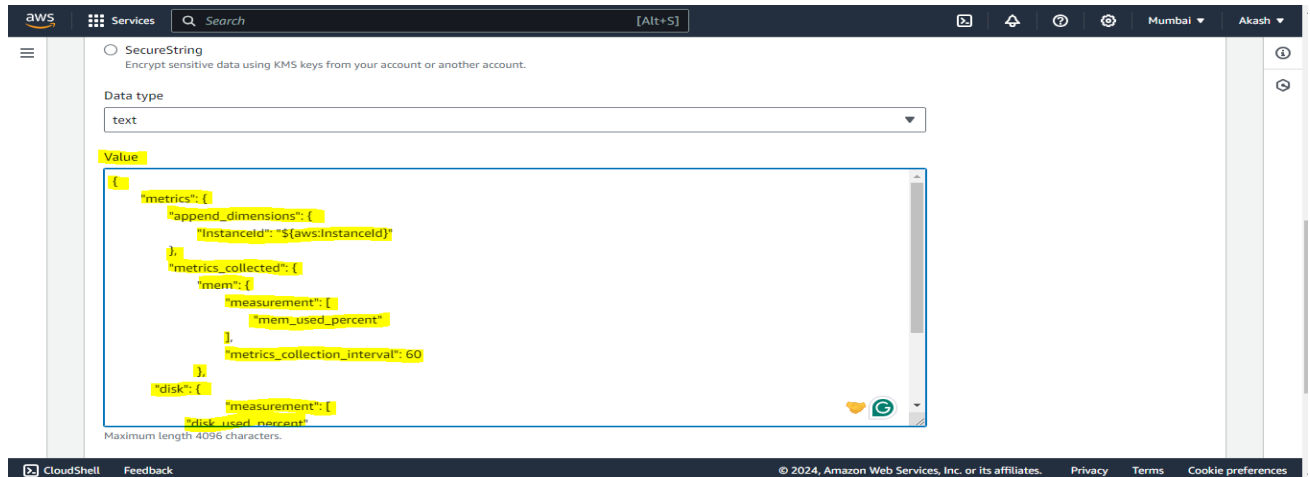 aws Services Search [Alt+S] Mumbai ▼ Akash ▼
SecureString
Encrypt sensitive data using KMS keys from your account or another account.
Data type
text
Value
{
"metrics": {
"append_dimensions": {
"InstanceId": "${aws:InstanceId}"
},
"metrics_collected": {
"mem": {
"measurement": [
"mem_used_percent"
],
"metrics_collection_interval": 60
},
"disk": {
"measurement": [
"disk_used_percent"
Maximum length 4096 characters.
CloudShell Feedback © 2024, Amazon Web Services, Inc. or its affiliates. Privacy Terms Cookie preferences